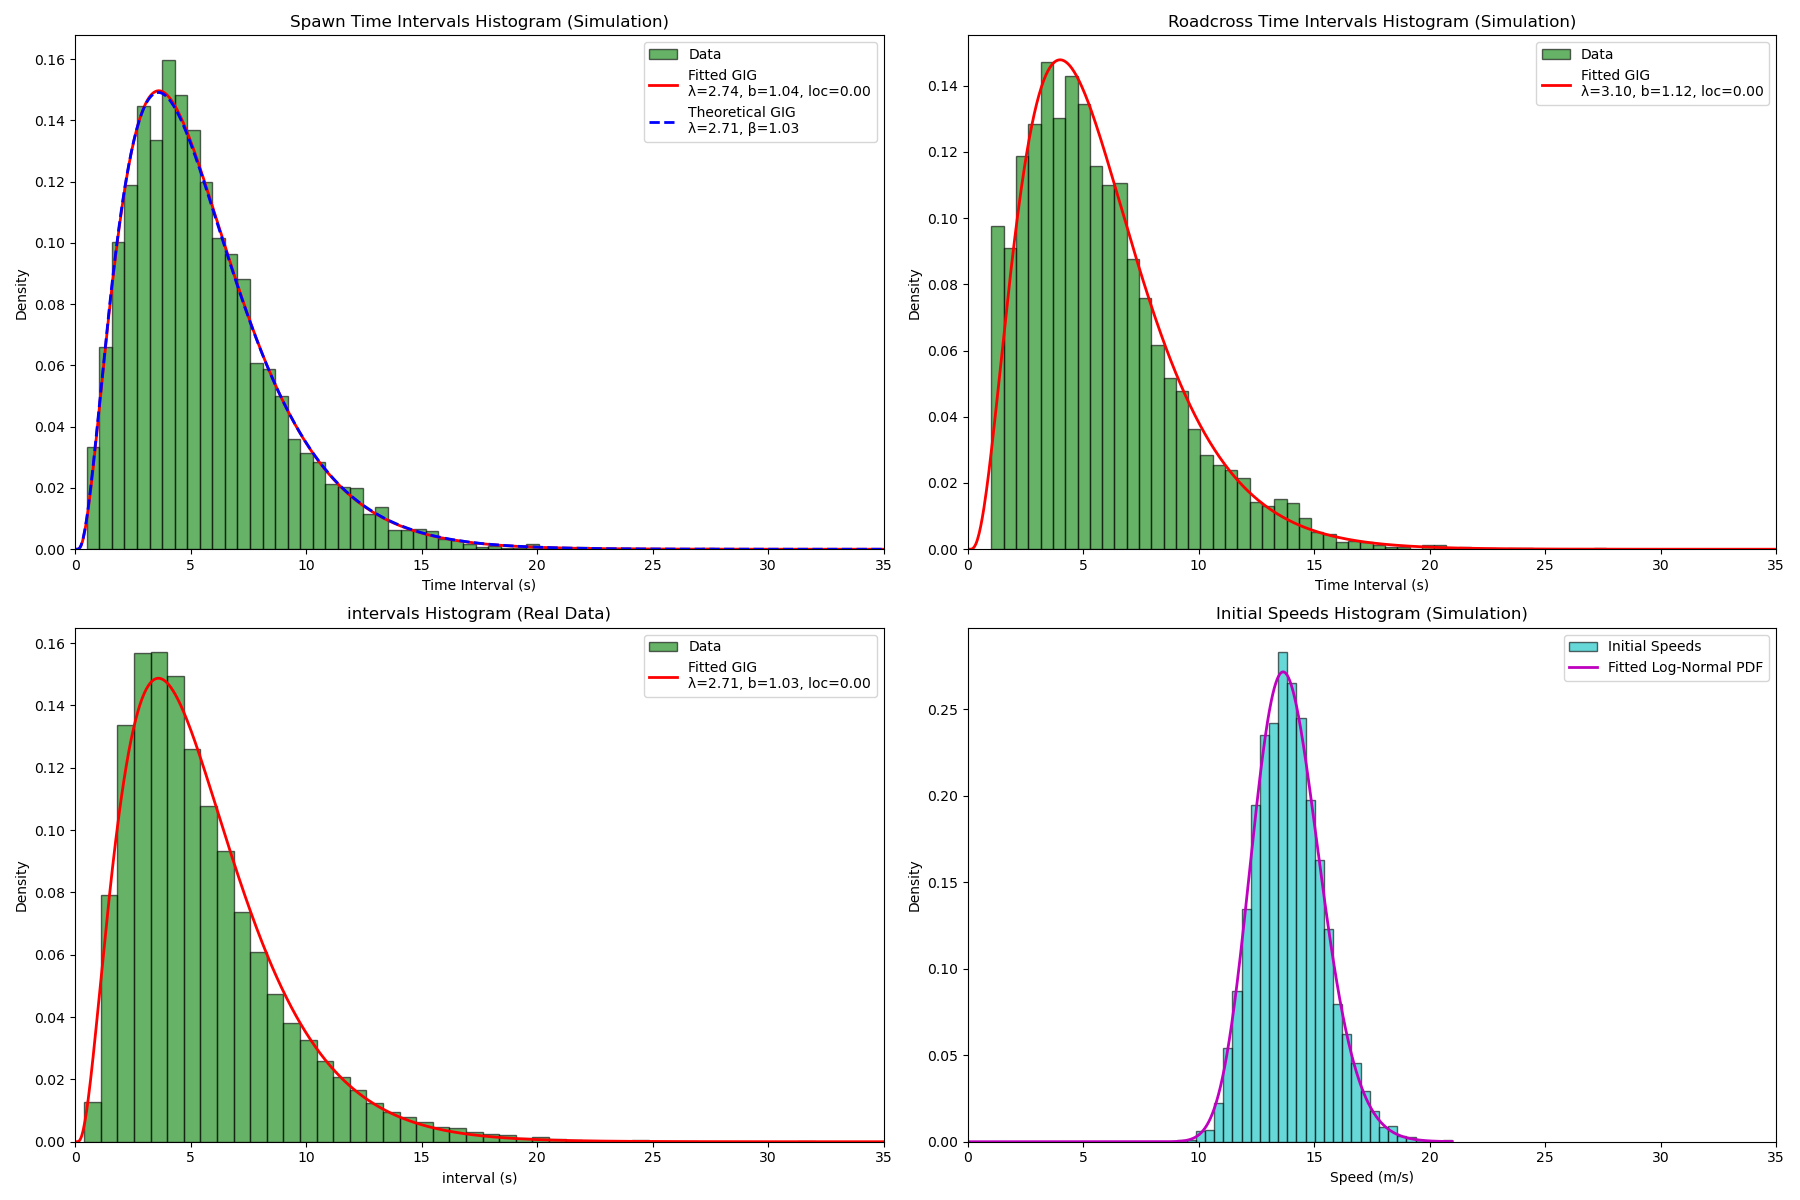 Spawn Time Intervals Histogram (Simulation)
Density
0.16
0.14
0.12
0.10
0.08
0.06
0.04
0.02
0.00
0 5 10 15 20 25 30 35
Time Interval (s)
Data
Fitted GIG
λ=2.74, b=1.04, loc=0.00
Theoretical GIG
λ=2.71, β=1.03
Roadcross Time Intervals Histogram (Simulation)
Density
0.14
0.12
0.10
0.08
0.06
0.04
0.02
0.00
0 5 10 15 20 25 30 35
Time Interval (s)
Data
Fitted GIG
λ=3.10, b=1.12, loc=0.00
intervals Histogram (Real Data)
Density
0.16
0.14
0.12
0.10
0.08
0.06
0.04
0.02
0.00
0 5 10 15 20 25 30 35
interval (s)
Data
Fitted GIG
λ=2.71, b=1.03, loc=0.00
Initial Speeds Histogram (Simulation)
Density
0.25
0.20
0.15
0.10
0.05
0.00
0 5 10 15 20 25 30 35
Speed (m/s)
Initial Speeds
Fitted Log-Normal PDF